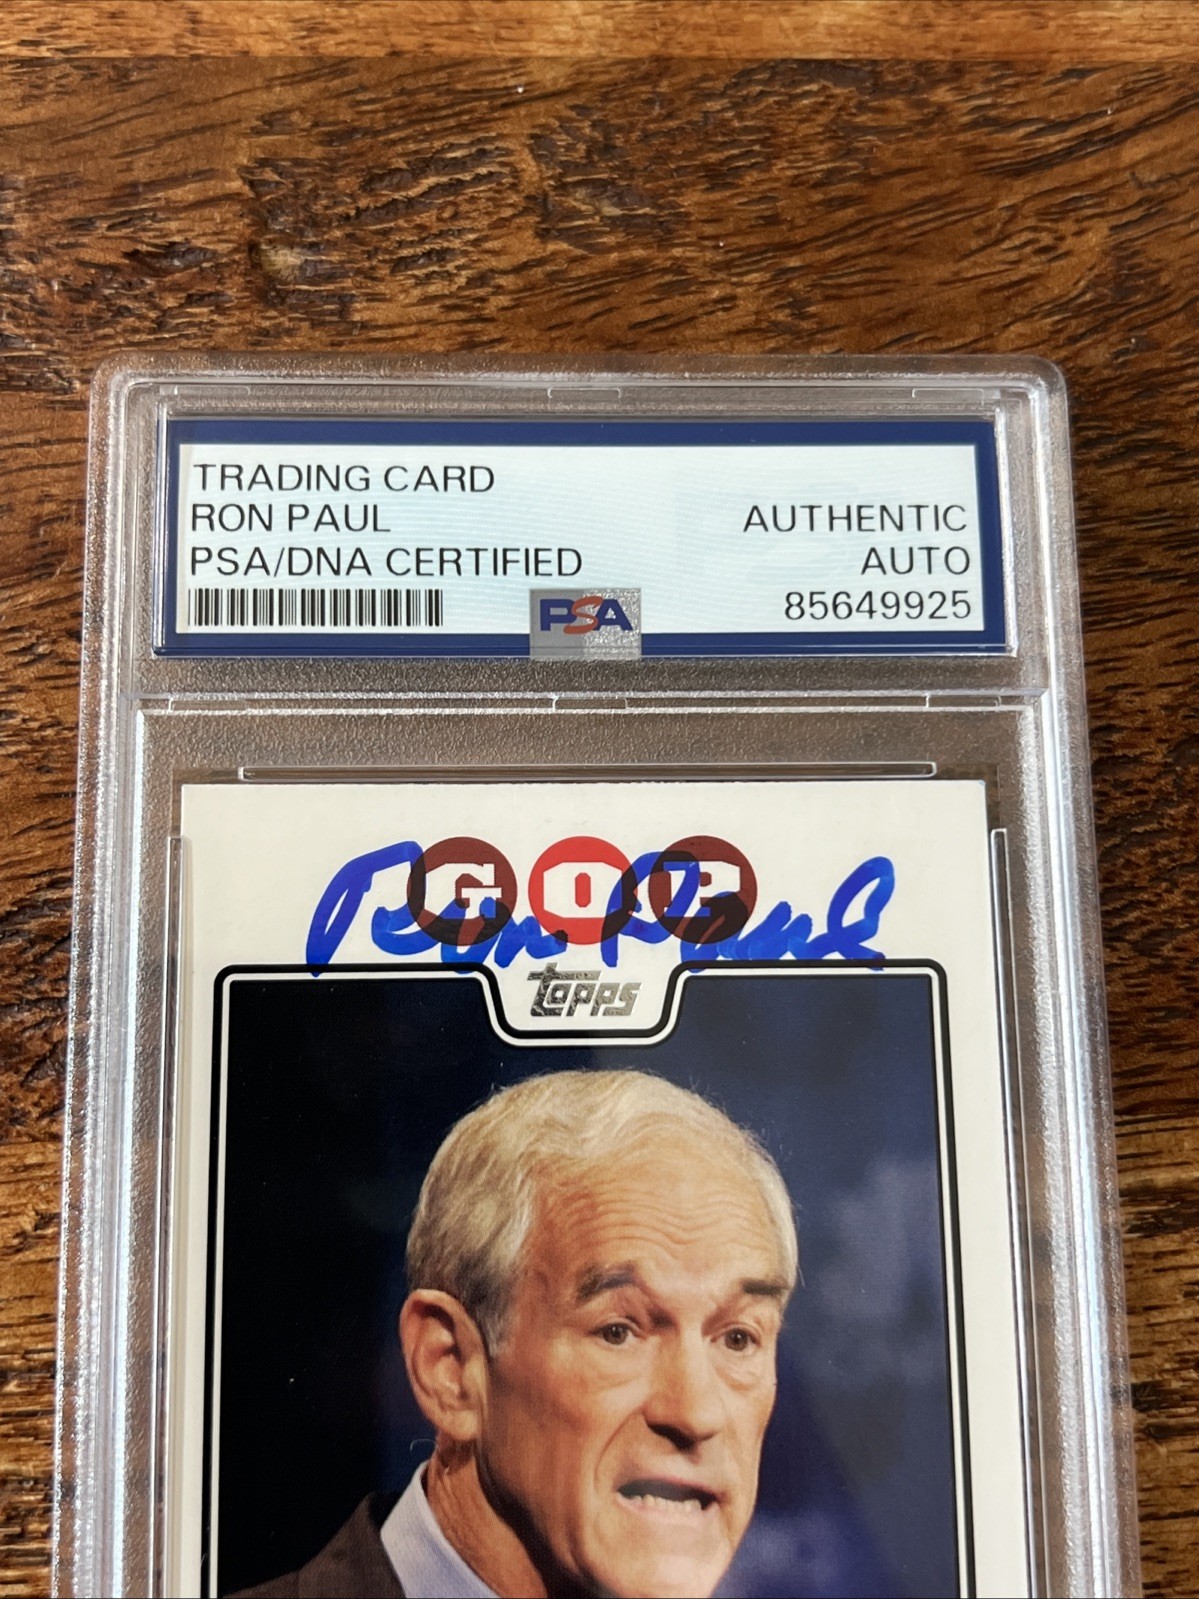 TRADING CARD
RON PAUL
PSA/DNA CERTIFIED
AUTHENTIC
AUTO
85649925
PSA
GOP
Ron Paul
topps